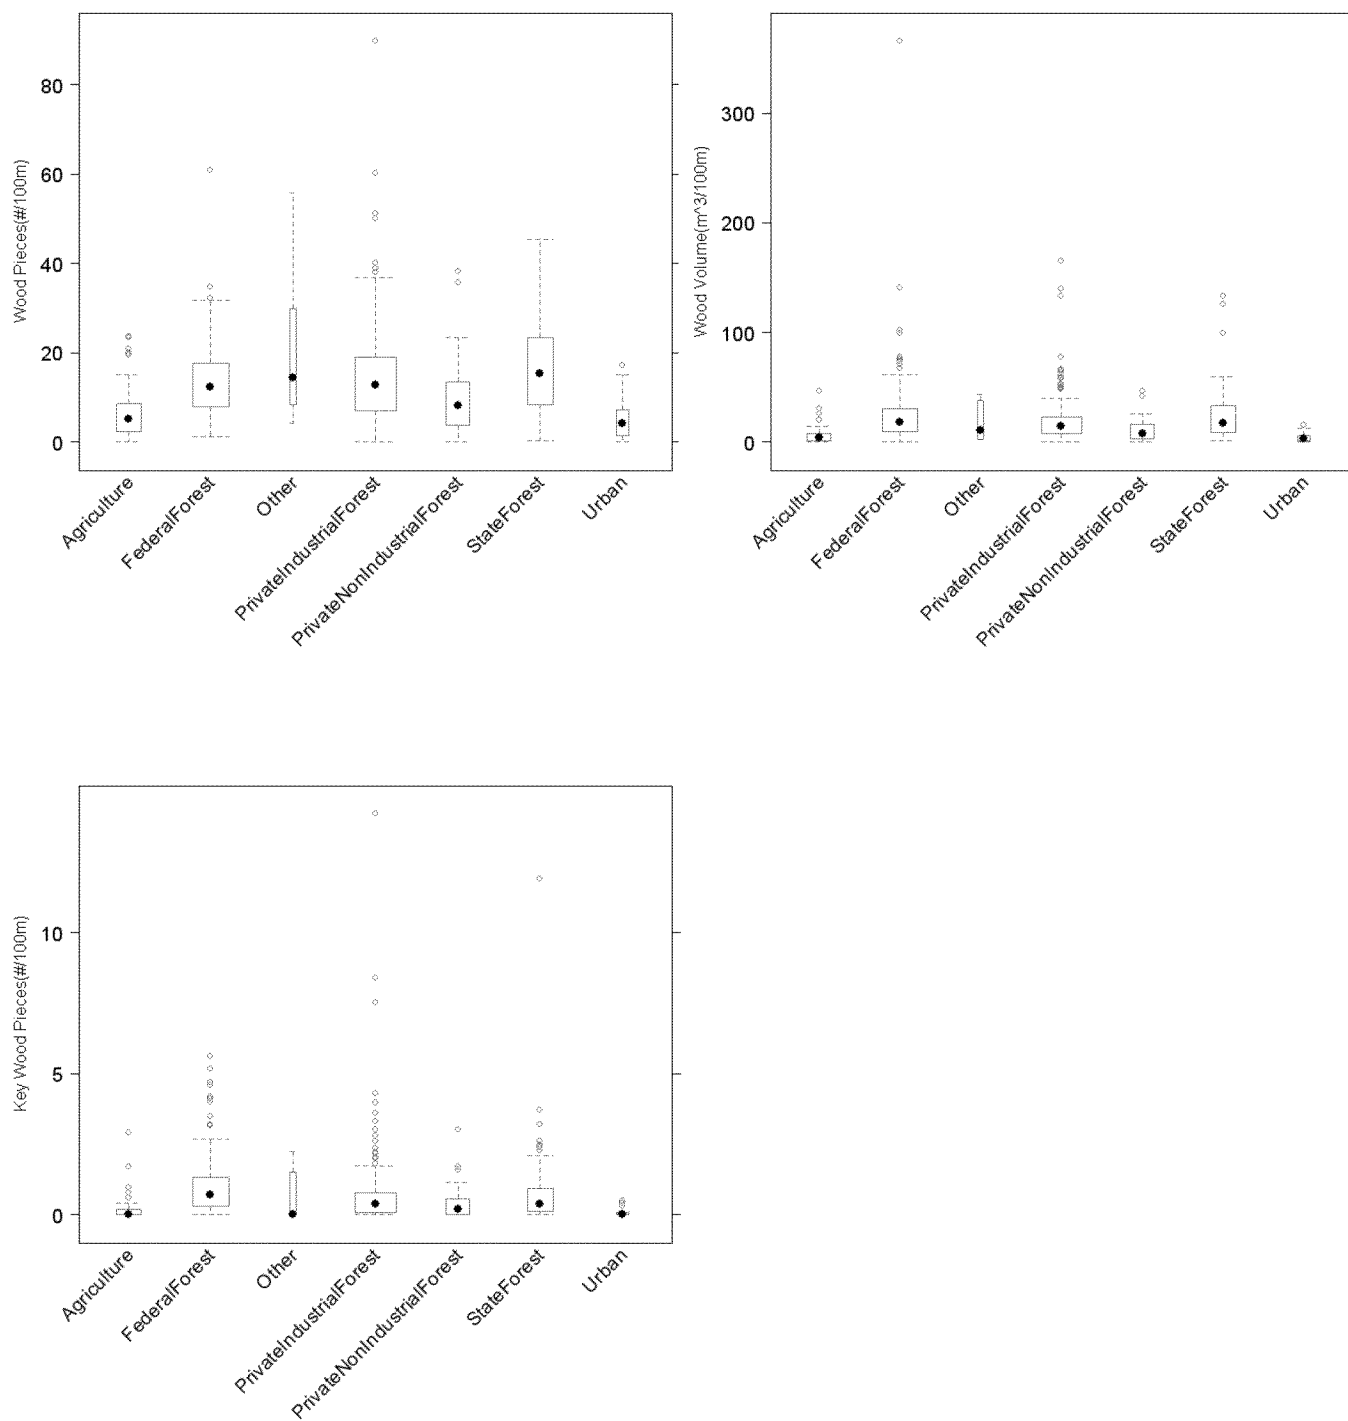 Wood Pieces(#/100m)
80
60
40
20
0
Agriculture
FederalForest
Other
PrivateIndustrialForest
PrivateNonIndustrialForest
StateForest
Urban
Wood Volume(m^3/100m)
300
200
100
0
Agriculture
FederalForest
Other
PrivateIndustrialForest
PrivateNonIndustrialForest
StateForest
Urban
Key Wood Pieces(#/100m)
10
5
0
Agriculture
FederalForest
Other
PrivateIndustrialForest
PrivateNonIndustrialForest
StateForest
Urban